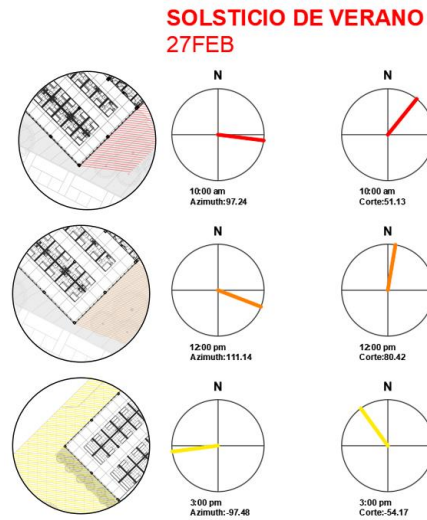 SOLSTICIO DE VERANO
27FEB
N
N
10:00 am
Azimuth:97.24
10:00 am
Corte:51.13
N
N
12:00 pm
Azimuth:111.14
12:00 pm
Corte:80.42
N
N
3:00 pm
Azimuth:-97.48
3:00 pm
Corte:-54.17